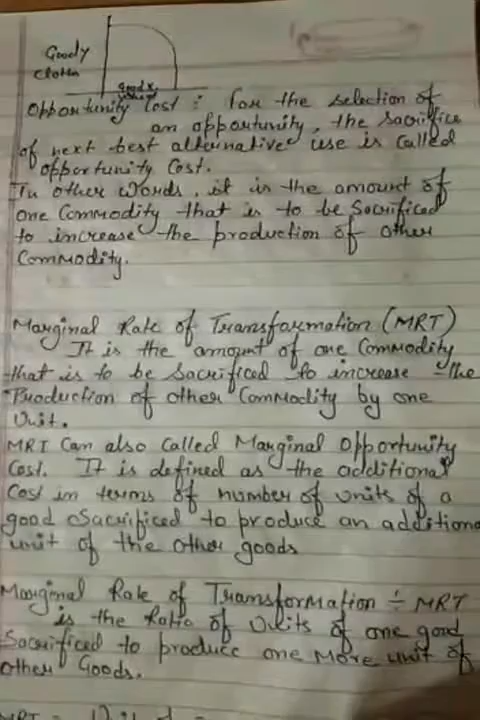 Goody
Cloth
Good x
Wheat
Opportunity Cost : for the selection of
an opportunity, the sacrifice
of next best alternative use is called
opportunity Cost.
In other words, it is the amount of
one Commodity that is to be Sacrificed
to increase the production of other
Commodity.
Marginal Rate of Transformation (MRT)
It is the amount of one Commodity
that is to be Sacrificed to increase the
Production of other Commodity by one
Unit.
MRT Can also called Marginal Opportunity
Cost. It is defined as the additional
Cost in terms of number of units of a
good Sacrificed to produce an additiona
unit of the other goods
Marginal Rate of Transformation ÷ MRT
is the Ratio of Units of one good
Sacrificed to produce one More unit of
other Goods.
MRT =